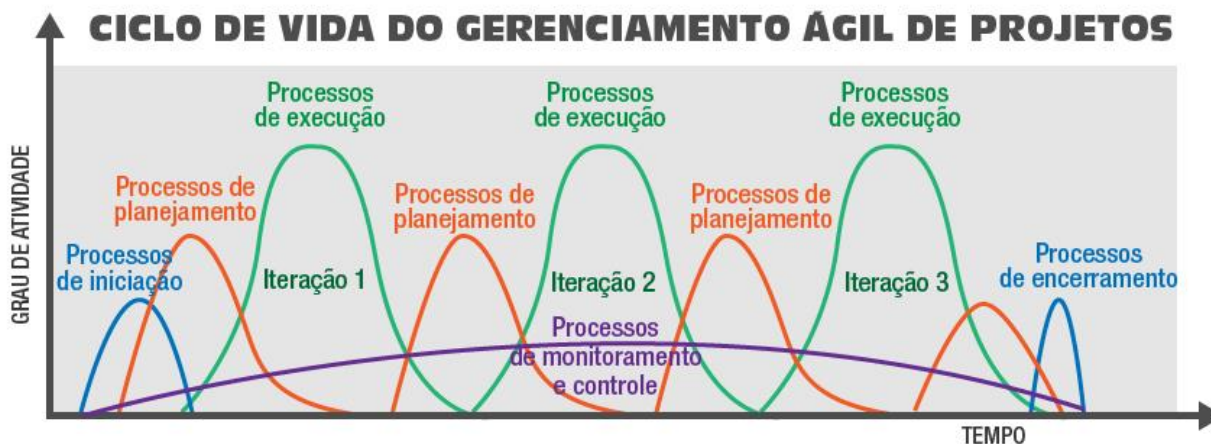 CICLO DE VIDA DO GERENCIAMENTO ÁGIL DE PROJETOS
GRAU DE ATIVIDADE
Processos
de iniciação
Processos de
planejamento
Processos
de execução
Iteração 1
Processos de
planejamento
Processos
de execução
Iteração 2
Processos
de monitoramento
e controle
Processos de
planejamento
Processos
de execução
Iteração 3
Processos
de encerramento
TEMPO